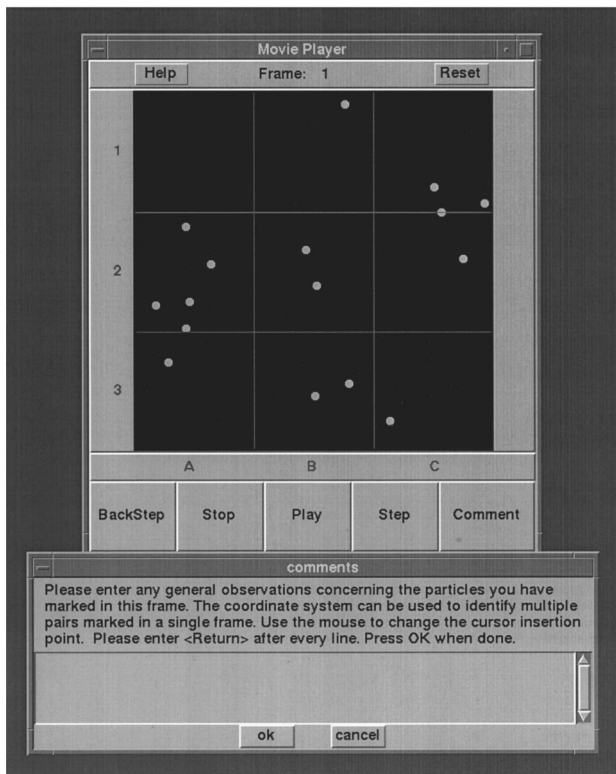 Movie Player
Help Frame: 1 Reset
1
2
3
A B C
BackStep Stop Play Step Comment
comments
Please enter any general observations concerning the particles you have
marked in this frame. The coordinate system can be used to identify multiple
pairs marked in a single frame. Use the mouse to change the cursor insertion
point. Please enter <Return> after every line. Press OK when done.
ok cancel